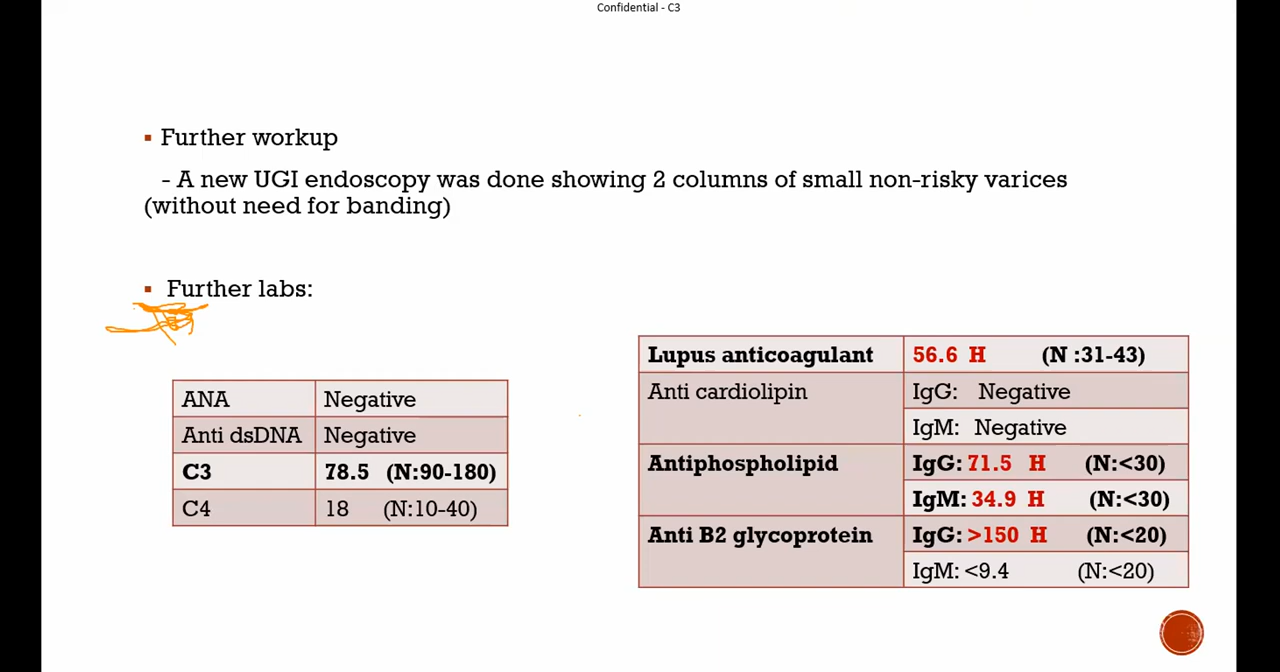 Confidential - C3
▪ Further workup
- A new UGI endoscopy was done showing 2 columns of small non-risky varices
(without need for banding)
▪ Further labs:
ANA Negative
Anti dsDNA Negative
C3 78.5 (N:90-180)
C4 18 (N:10-40)
Lupus anticoagulant 56.6 H (N :31-43)
Anti cardiolipin IgG: Negative
IgM: Negative
Antiphospholipid IgG: 71.5 H (N:<30)
IgM: 34.9 H (N:<30)
Anti B2 glycoprotein IgG: >150 H (N:<20)
IgM: <9.4 (N:<20)